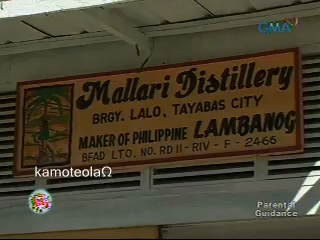 GMA
Mallari Distillery
BRGY. LALO, TAYABAS CITY
MAKER OF PHILIPPINE LAMBANOG
BFAD LTO. NO. RD II - RIV - F - 2466
kamoteolaΩ
Parental
Guidance